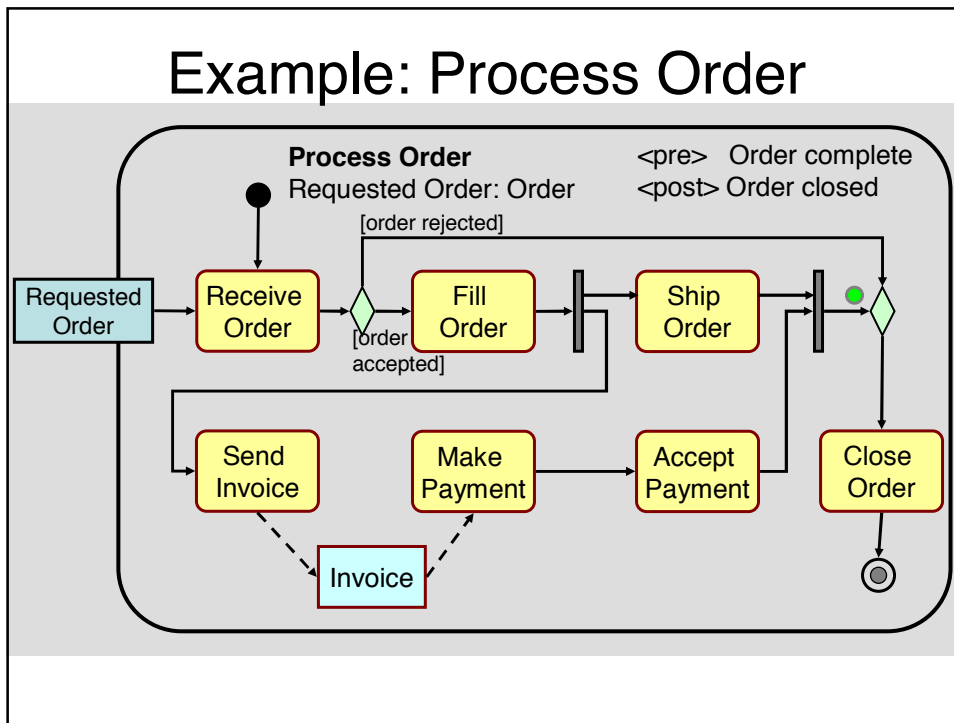 Example: Process Order
Process Order
Requested Order: Order
<pre> Order complete
<post> Order closed
[order rejected]
Requested
Order
Receive
Order
[order
accepted]
Fill
Order
Ship
Order
Send
Invoice
Make
Payment
Accept
Payment
Close
Order
Invoice